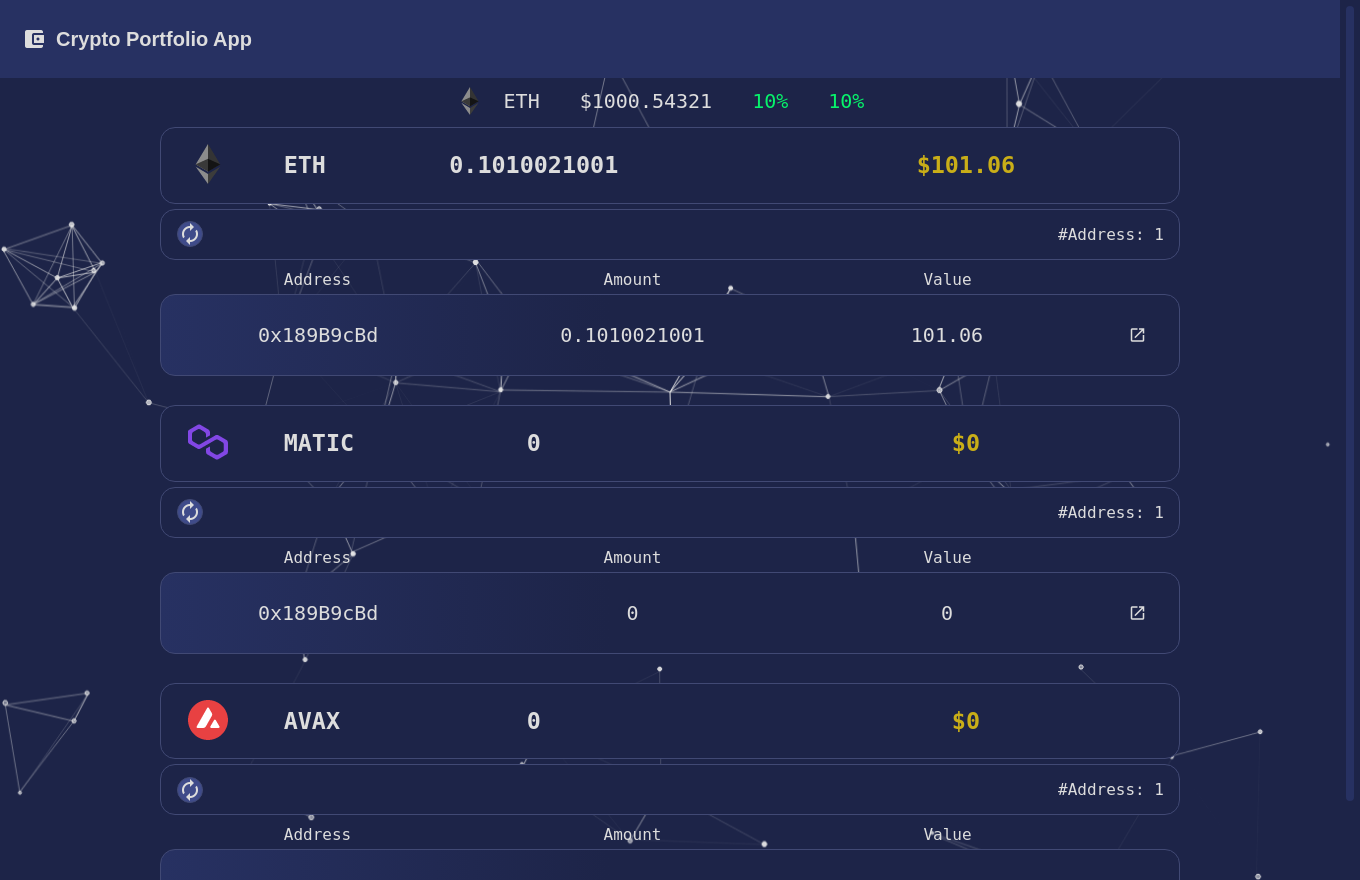 Crypto Portfolio App
ETH $1000.54321 10% 10%
ETH 0.1010021001 $101.06
#Address: 1
Address Amount Value
0x189B9cBd 0.1010021001 101.06
MATIC 0 $0
#Address: 1
Address Amount Value
0x189B9cBd 0 0
AVAX 0 $0
#Address: 1
Address Amount Value